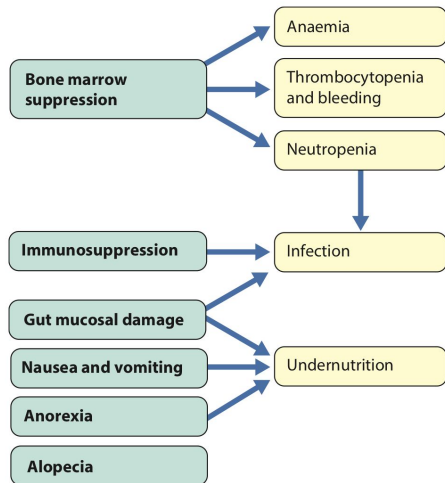 Anaemia
Bone marrow
suppression
Thrombocytopenia
and bleeding
Neutropenia
Immunosuppression
Infection
Gut mucosal damage
Nausea and vomiting
Undernutrition
Anorexia
Alopecia